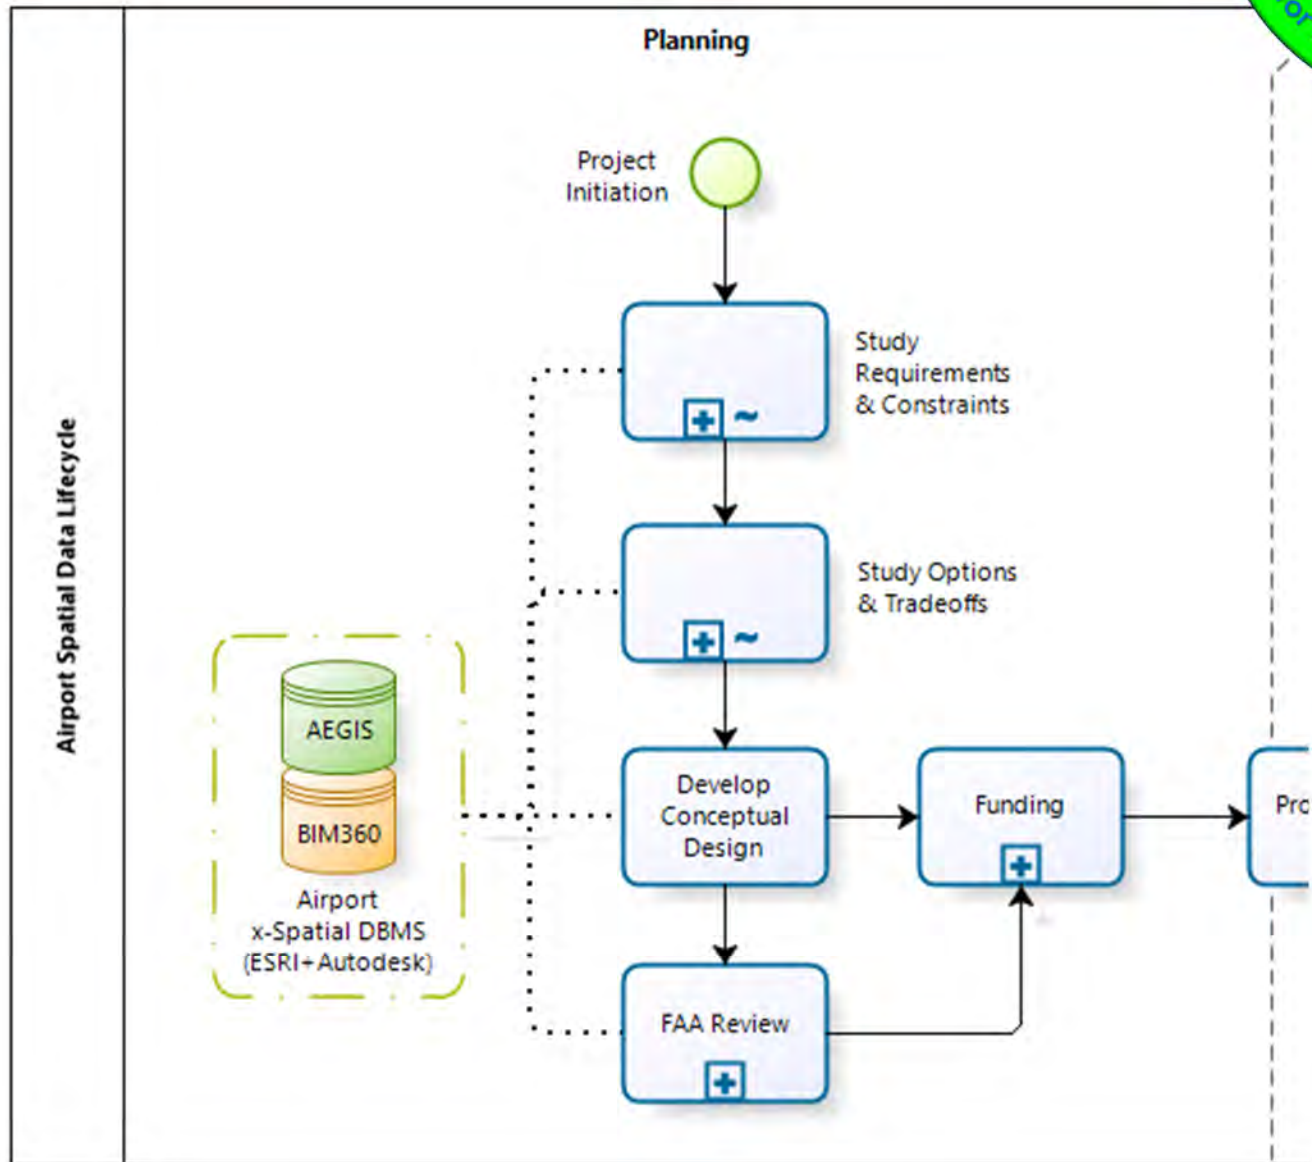 Planning
Project
Initiation
Study
Requirements
& Constraints
Airport Spatial Data Lifecycle
Study Options
& Tradeoffs
AEGIS
BIM360
Airport
x-Spatial DBMS
(ESRI+Autodesk)
Develop
Conceptual
Design
Funding
FAA Review